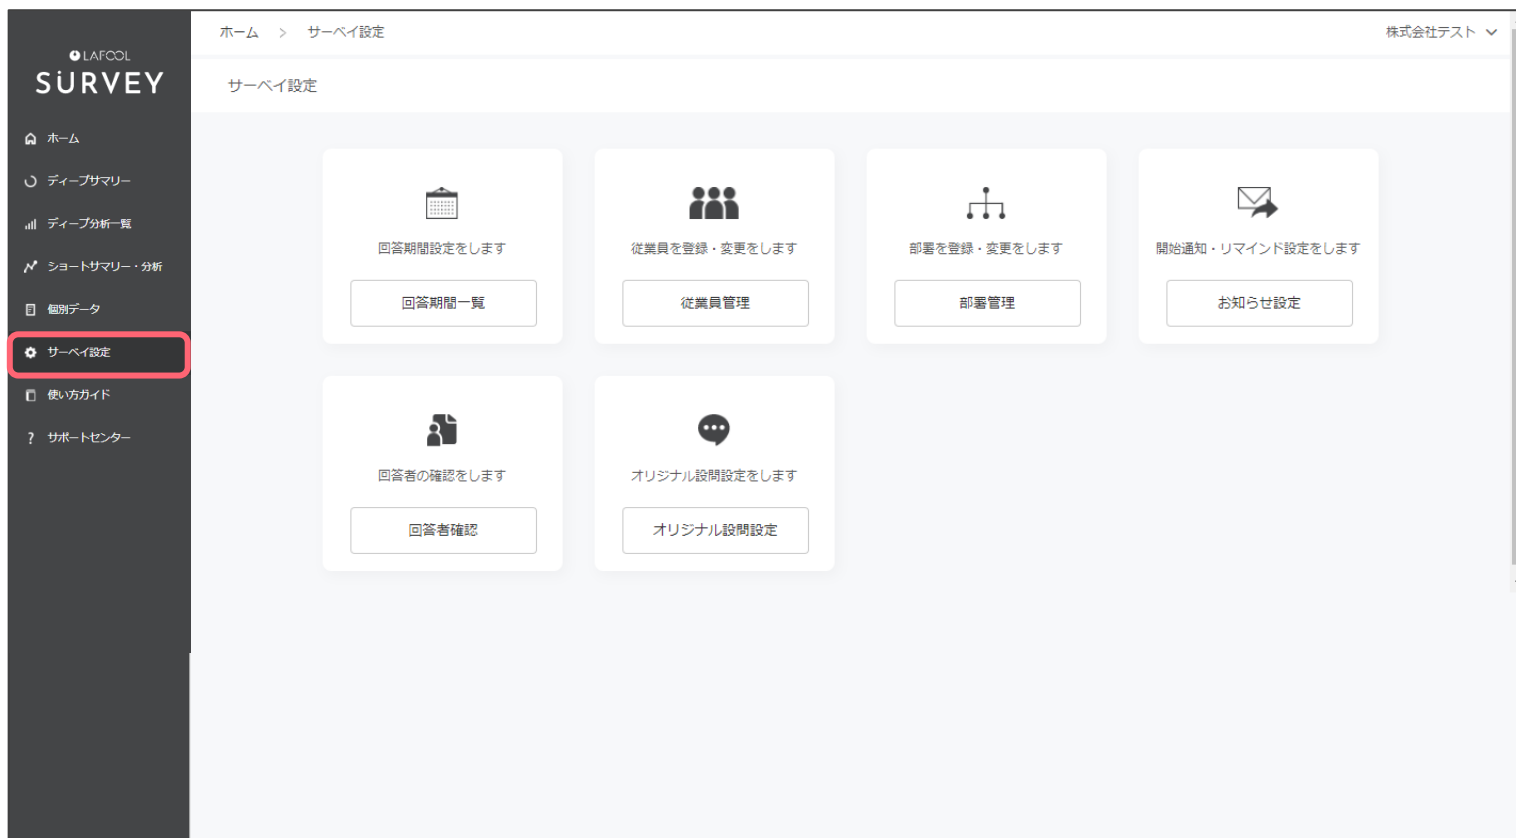 LAFOOL
SURVEY
ホーム
ディープサマリー
ディープ分析一覧
ショートサマリー・分析
個別データ
サーベイ設定
使い方ガイド
? サポートセンター
ホーム > サーベイ設定
株式会社テスト
サーベイ設定
回答期間設定をします
回答期間一覧
従業員を登録・変更をします
従業員管理
部署を登録・変更をします
部署管理
開始通知・リマインド設定をします
お知らせ設定
回答者の確認をします
回答者確認
オリジナル設問設定をします
オリジナル設問設定